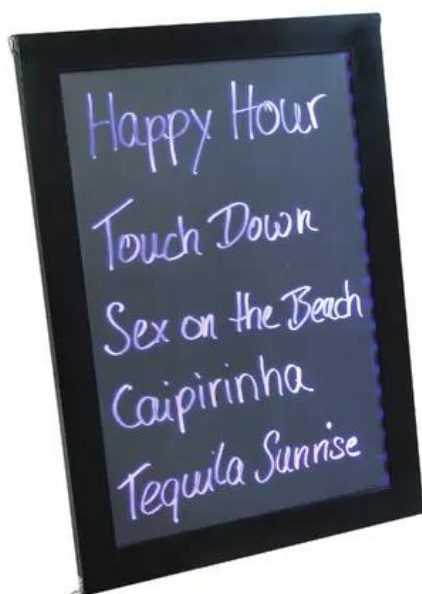 Happy Hour
Touch Down
Sex on the Beach
Caipirinha
Tequila Sunrise